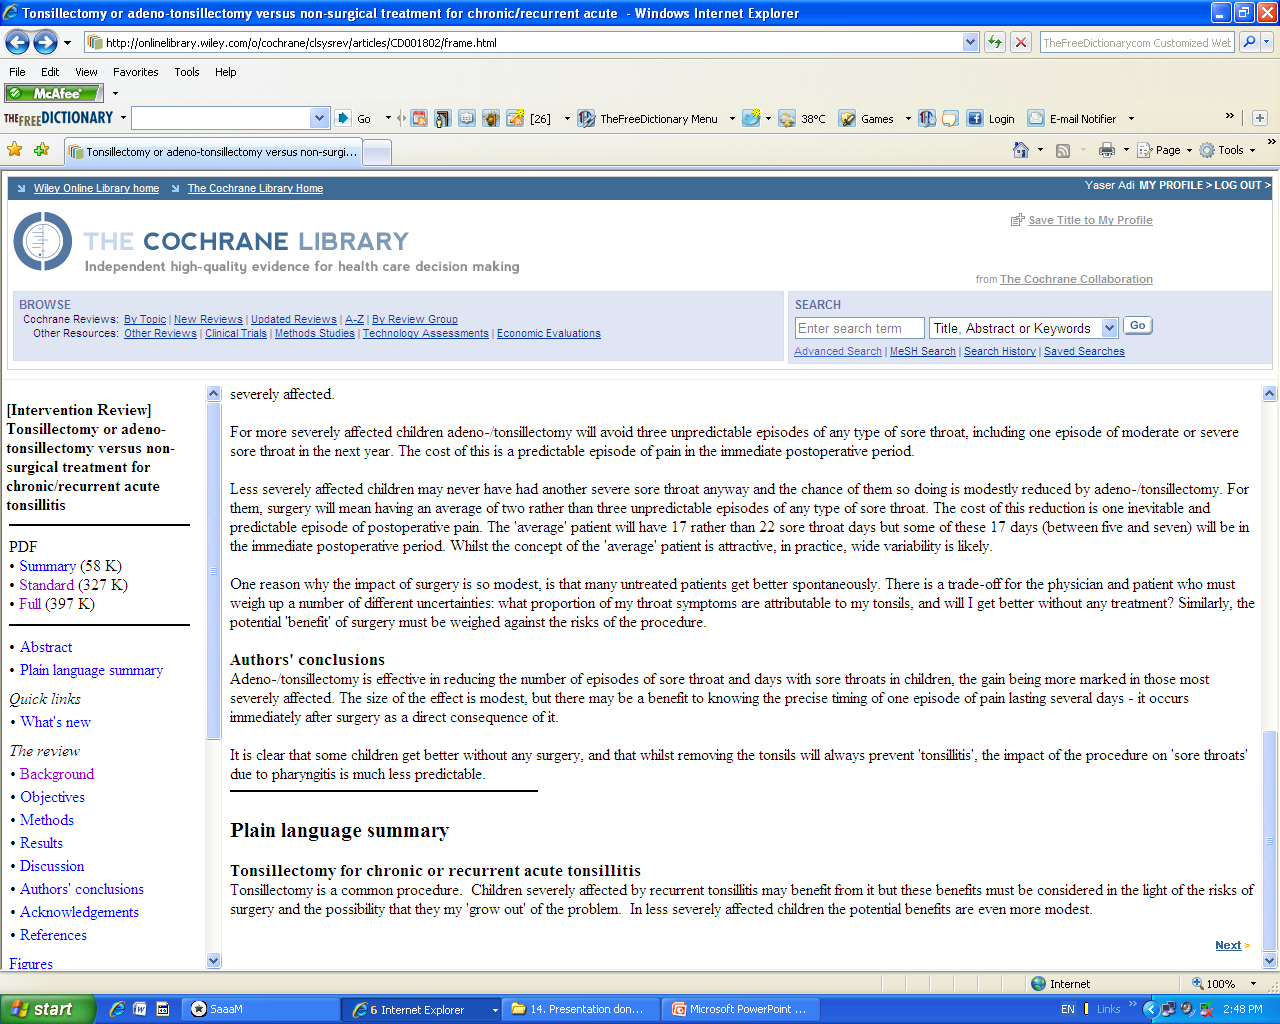 Tonsillectomy or adeno-tonsillectomy versus non-surgical treatment for chronic/recurrent acute - Windows Internet Explorer
http://onlinelibrary.wiley.com/o/cochrane/clsysrev/articles/CD001802/frame.html
TheFreeDictionarycom Customized Wet
File Edit View Favorites Tools Help
McAfee
THEFREEDICTIONARY Go [26] TheFreeDictionary Menu 38°C Games Login E-mail Notifier »
Tonsillectomy or adeno-tonsillectomy versus non-surgi... Page Tools »
Wiley Online Library home The Cochrane Library Home Yaser Adi MY PROFILE > LOG OUT >
Save Title to My Profile
THE COCHRANE LIBRARY
Independent high-quality evidence for health care decision making
from The Cochrane Collaboration
BROWSE
Cochrane Reviews: By Topic | New Reviews | Updated Reviews | A-Z | By Review Group
Other Resources: Other Reviews | Clinical Trials | Methods Studies | Technology Assessments | Economic Evaluations
SEARCH
Enter search term Title, Abstract or Keywords Go
Advanced Search | MeSH Search | Search History | Saved Searches
[Intervention Review]
Tonsillectomy or adeno-
tonsillectomy versus non-
surgical treatment for
chronic/recurrent acute
tonsillitis
PDF
• Summary (58 K)
• Standard (327 K)
• Full (397 K)
• Abstract
• Plain language summary
Quick links
• What's new
The review
• Background
• Objectives
• Methods
• Results
• Discussion
• Authors' conclusions
• Acknowledgements
• References
Figures
severely affected.
For more severely affected children adeno-/tonsillectomy will avoid three unpredictable episodes of any type of sore throat, including one episode of moderate or severe
sore throat in the next year. The cost of this is a predictable episode of pain in the immediate postoperative period.
Less severely affected children may never have had another severe sore throat anyway and the chance of them so doing is modestly reduced by adeno-/tonsillectomy. For
them, surgery will mean having an average of two rather than three unpredictable episodes of any type of sore throat. The cost of this reduction is one inevitable and
predictable episode of postoperative pain. The 'average' patient will have 17 rather than 22 sore throat days but some of these 17 days (between five and seven) will be in
the immediate postoperative period. Whilst the concept of the 'average' patient is attractive, in practice, wide variability is likely.
One reason why the impact of surgery is so modest, is that many untreated patients get better spontaneously. There is a trade-off for the physician and patient who must
weigh up a number of different uncertainties: what proportion of my throat symptoms are attributable to my tonsils, and will I get better without any treatment? Similarly, the
potential 'benefit' of surgery must be weighed against the risks of the procedure.
Authors' conclusions
Adeno-/tonsillectomy is effective in reducing the number of episodes of sore throat and days with sore throats in children, the gain being more marked in those most
severely affected. The size of the effect is modest, but there may be a benefit to knowing the precise timing of one episode of pain lasting several days - it occurs
immediately after surgery as a direct consequence of it.
It is clear that some children get better without any surgery, and that whilst removing the tonsils will always prevent 'tonsillitis', the impact of the procedure on 'sore throats'
due to pharyngitis is much less predictable.
Plain language summary
Tonsillectomy for chronic or recurrent acute tonsillitis
Tonsillectomy is a common procedure. Children severely affected by recurrent tonsillitis may benefit from it but these benefits must be considered in the light of the risks of
surgery and the possibility that they my 'grow out' of the problem. In less severely affected children the potential benefits are even more modest.
Next >
Internet 100%
start SaaaM 6 Internet Explorer 14. Presentation don... Microsoft PowerPoint ... EN Links » 2:48 PM